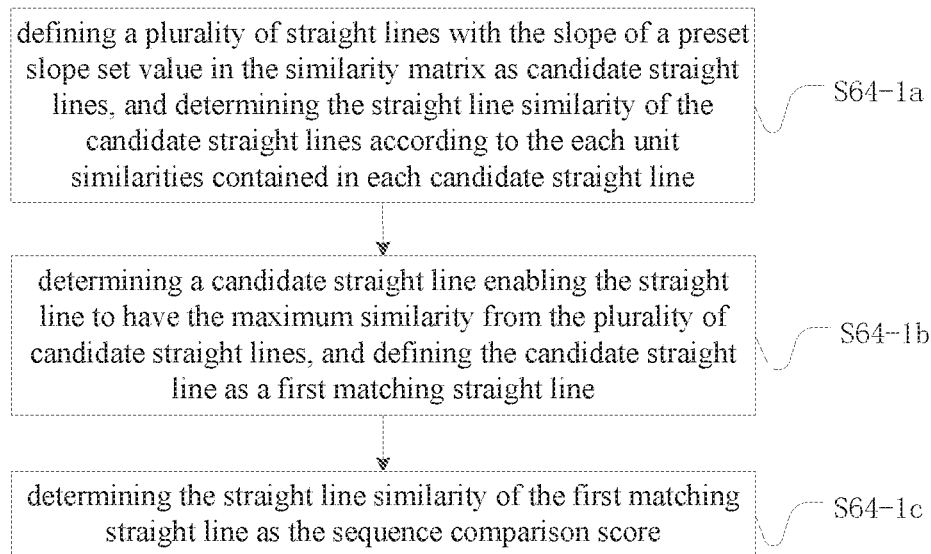 defining a plurality of straight lines with the slope of a preset
slope set value in the similarity matrix as candidate straight
lines, and determining the straight line similarity of the
candidate straight lines according to the each unit
similarities contained in each candidate straight line
S64-1a
determining a candidate straight line enabling the straight
line to have the maximum similarity from the plurality of
candidate straight lines, and defining the candidate straight
line as a first matching straight line
S64-1b
determining the straight line similarity of the first matching
straight line as the sequence comparison score
S64-1c